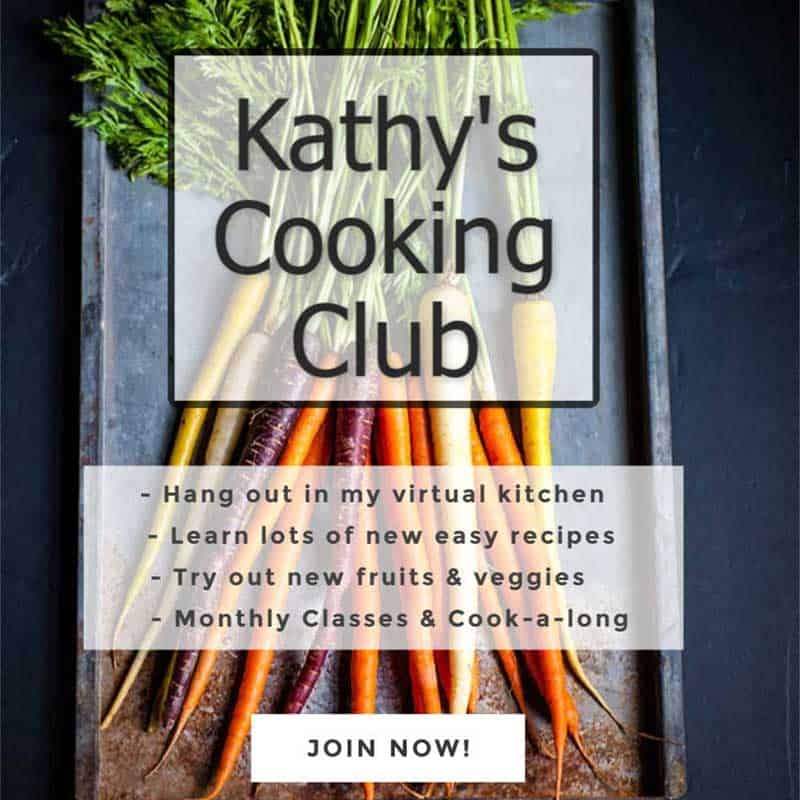 Kathy's
Cooking
Club
- Hang out in my virtual kitchen
- Learn lots of new easy recipes
- Try out new fruits & veggies
- Monthly Classes & Cook-a-long
JOIN NOW!